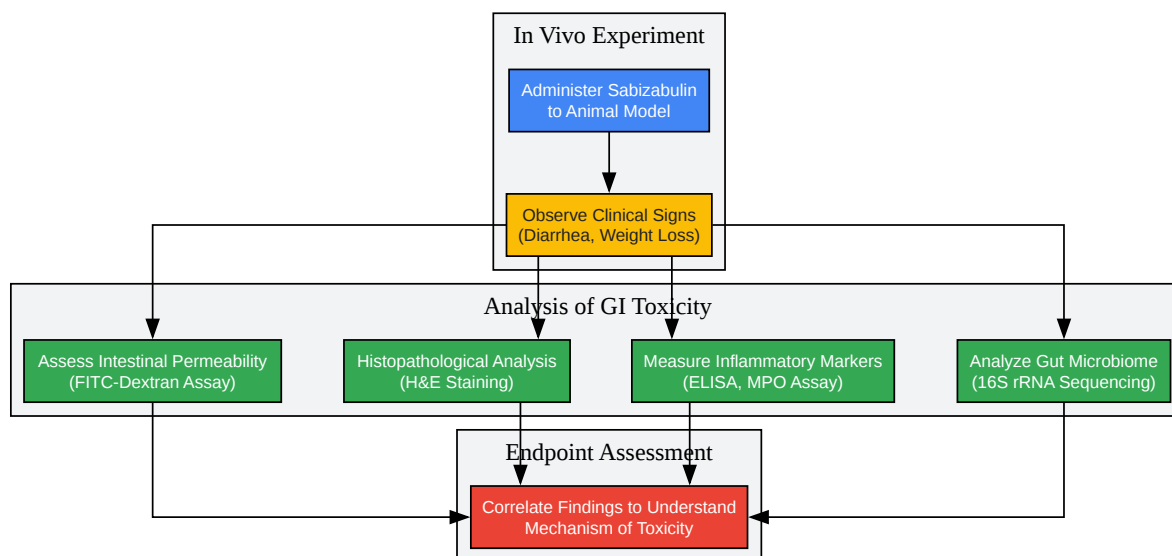 In Vivo Experiment
Administer Sabizabulin
to Animal Model
Observe Clinical Signs
(Diarrhea, Weight Loss)
Analysis of GI Toxicity
Assess Intestinal Permeability
(FITC-Dextran Assay)
Histopathological Analysis
(H&E Staining)
Measure Inflammatory Markers
(ELISA, MPO Assay)
Analyze Gut Microbiome
(16S rRNA Sequencing)
Endpoint Assessment
Correlate Findings to Understand
Mechanism of Toxicity